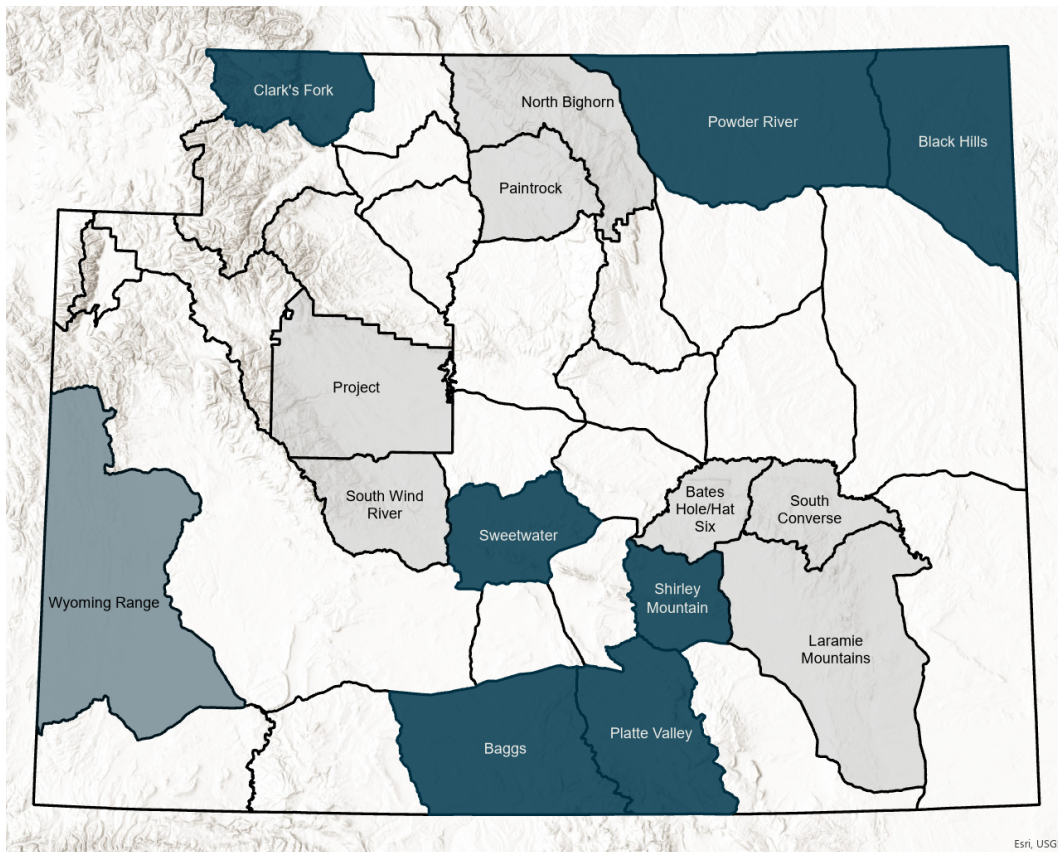 Clark's Fork
North Bighorn
Powder River
Black Hills
Paintrock
Project
South Wind
River
Bates
Hole/Hat
Six
South
Converse
Sweetwater
Shirley
Mountain
Wyoming Range
Laramie
Mountains
Platte Valley
Baggs
Esri, USG